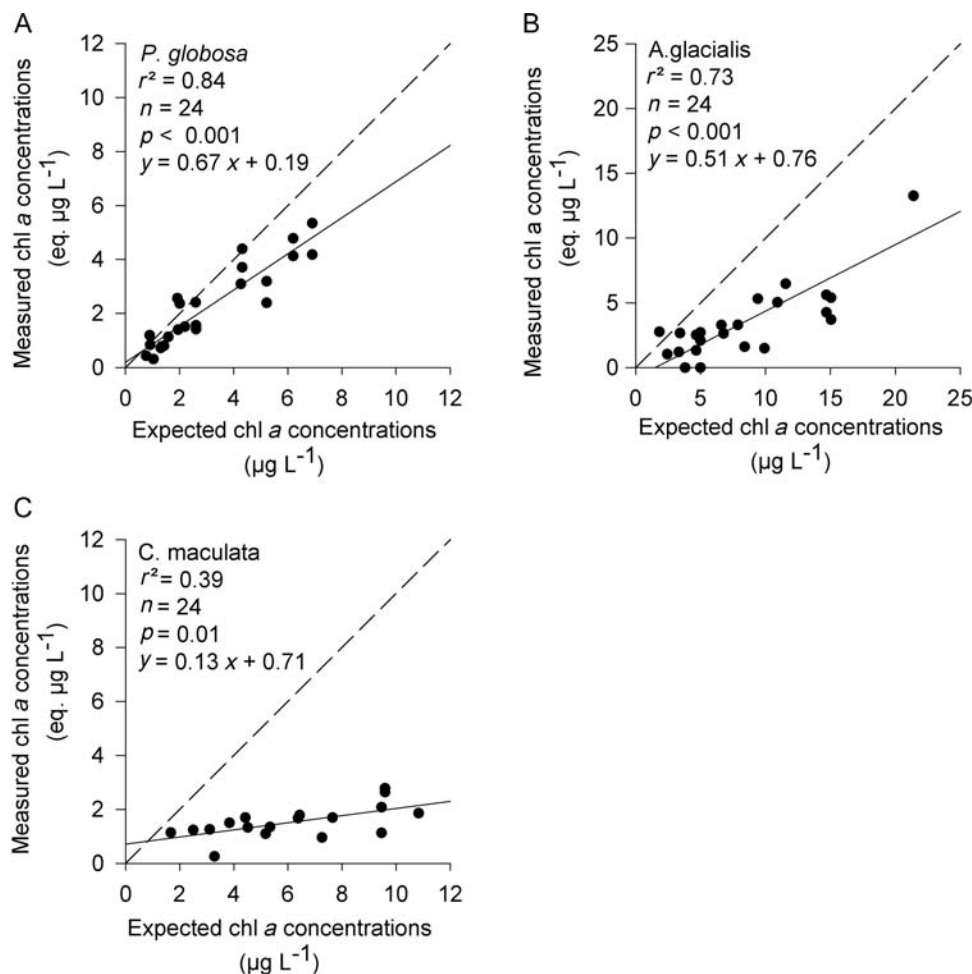 A
P. globosa
r² = 0.84
n = 24
p < 0.001
y = 0.67 x + 0.19
12
10
8
6
4
2
0
Measured chl a concentrations
(eq. µg L⁻¹)
0 2 4 6 8 10 12
Expected chl a concentrations
(µg L⁻¹)
B
A.glacialis
r² = 0.73
n = 24
p < 0.001
y = 0.51 x + 0.76
25
20
15
10
5
0
Measured chl a concentrations
(eq. µg L⁻¹)
0 5 10 15 20 25
Expected chl a concentrations
(µg L⁻¹)
C
C. maculata
r² = 0.39
n = 24
p = 0.01
y = 0.13 x + 0.71
12
10
8
6
4
2
0
Measured chl a concentrations
(eq. µg L⁻¹)
0 2 4 6 8 10 12
Expected chl a concentrations
(µg L⁻¹)